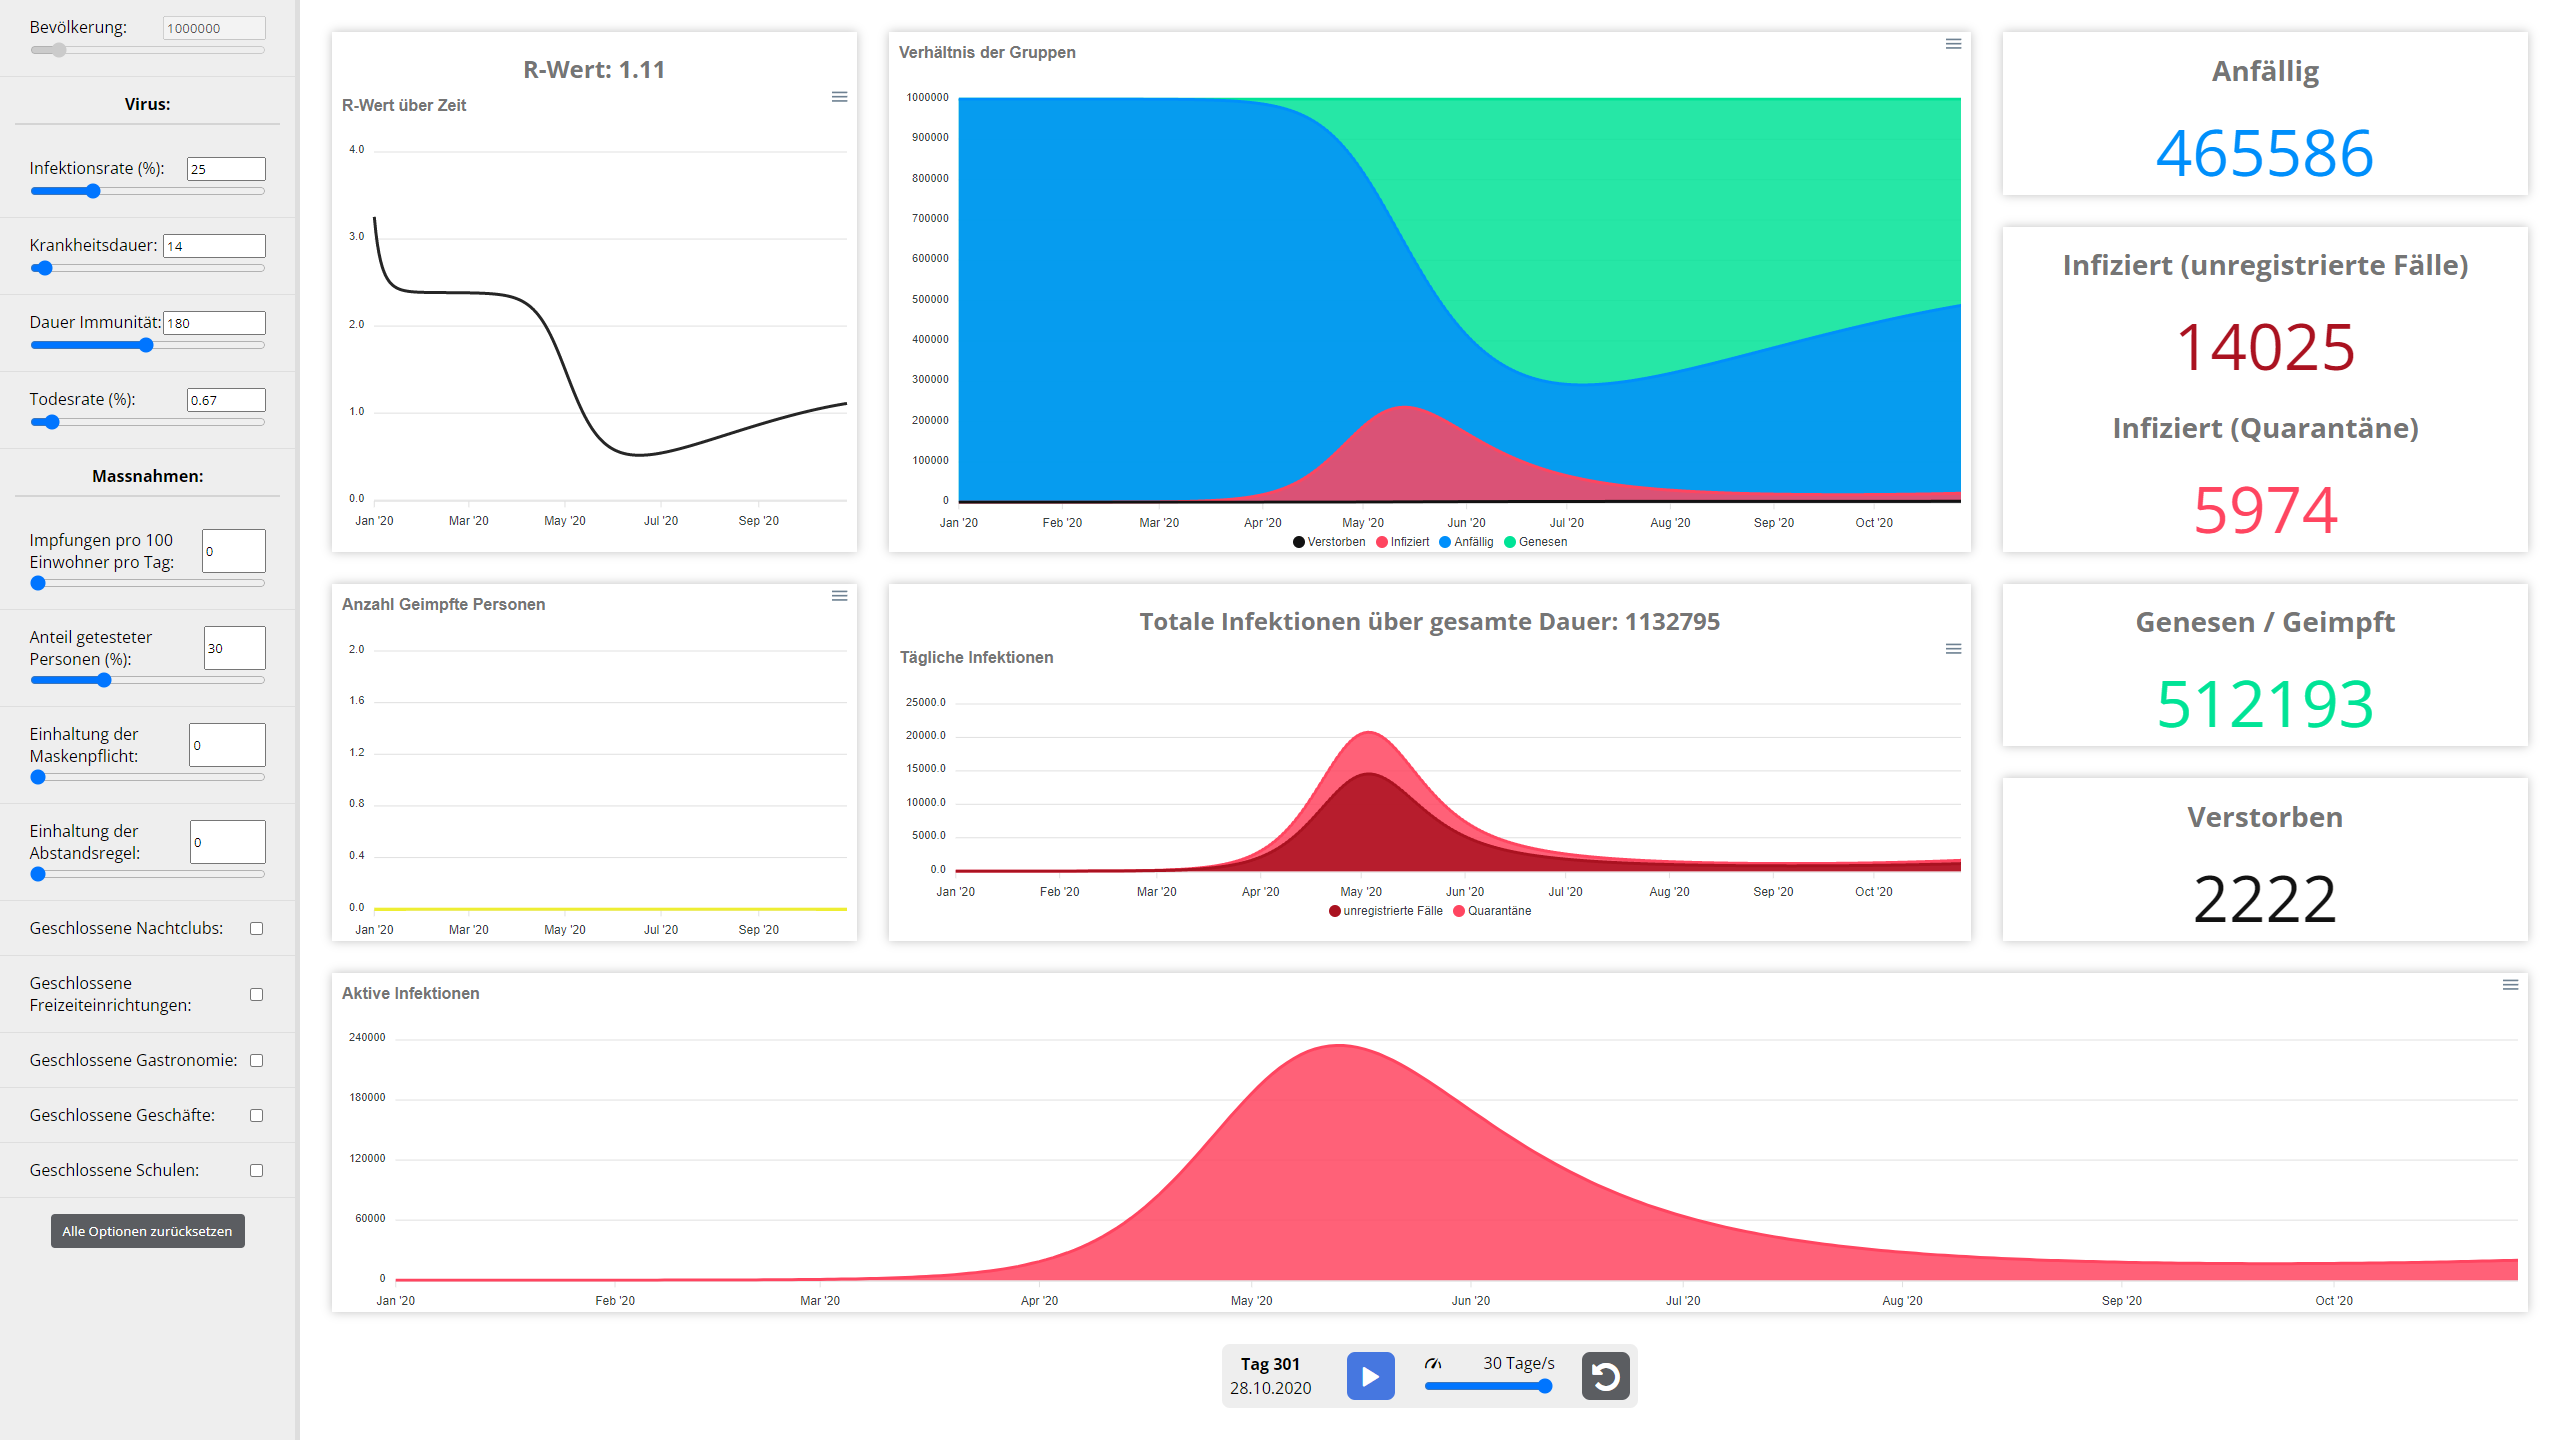 Bevölkerung:
1000000
Virus:
Infektionsrate (%):
25
Krankheitsdauer:
14
Dauer Immunität:
180
Todesrate (%):
0.67
Massnahmen:
Impfungen pro 100
Einwohner pro Tag:
0
Anteil getesteter
Personen (%):
30
Einhaltung der
Maskenpflicht:
0
Einhaltung der
Abstandsregel:
0
Geschlossene Nachtclubs:
Geschlossene
Freizeiteinrichtungen:
Geschlossene Gastronomie:
Geschlossene Geschäfte:
Geschlossene Schulen:
Alle Optionen zurücksetzen
R-Wert: 1.11
R-Wert über Zeit
4.0
3.0
2.0
1.0
0.0
Jan '20 Mar '20 May '20 Jul '20 Sep '20
Verhältnis der Gruppen
1000000
900000
800000
700000
600000
500000
400000
300000
200000
100000
0
Jan '20 Feb '20 Mar '20 Apr '20 May '20 Jun '20 Jul '20 Aug '20 Sep '20 Oct '20
Verstorben Infiziert Anfällig Genesen
Anfällig
465586
Infiziert (unregistrierte Fälle)
14025
Infiziert (Quarantäne)
5974
Anzahl Geimpfte Personen
2.0
1.6
1.2
0.8
0.4
0.0
Jan '20 Mar '20 May '20 Jul '20 Sep '20
Totale Infektionen über gesamte Dauer: 1132795
Tägliche Infektionen
25000.0
20000.0
15000.0
10000.0
5000.0
0.0
Jan '20 Feb '20 Mar '20 Apr '20 May '20 Jun '20 Jul '20 Aug '20 Sep '20 Oct '20
unregistrierte Fälle Quarantäne
Genesen / Geimpft
512193
Verstorben
2222
Aktive Infektionen
240000
180000
120000
60000
0
Jan '20 Feb '20 Mar '20 Apr '20 May '20 Jun '20 Jul '20 Aug '20 Sep '20 Oct '20
Tag 301
28.10.2020
30 Tage/s